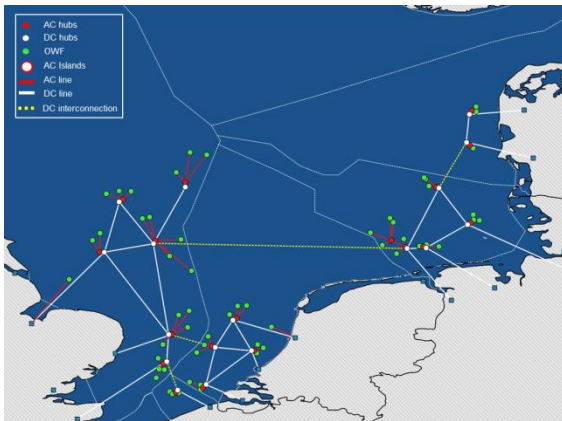 AC hubs
DC hubs
OWF
AC Islands
AC line
DC line
DC interconnection